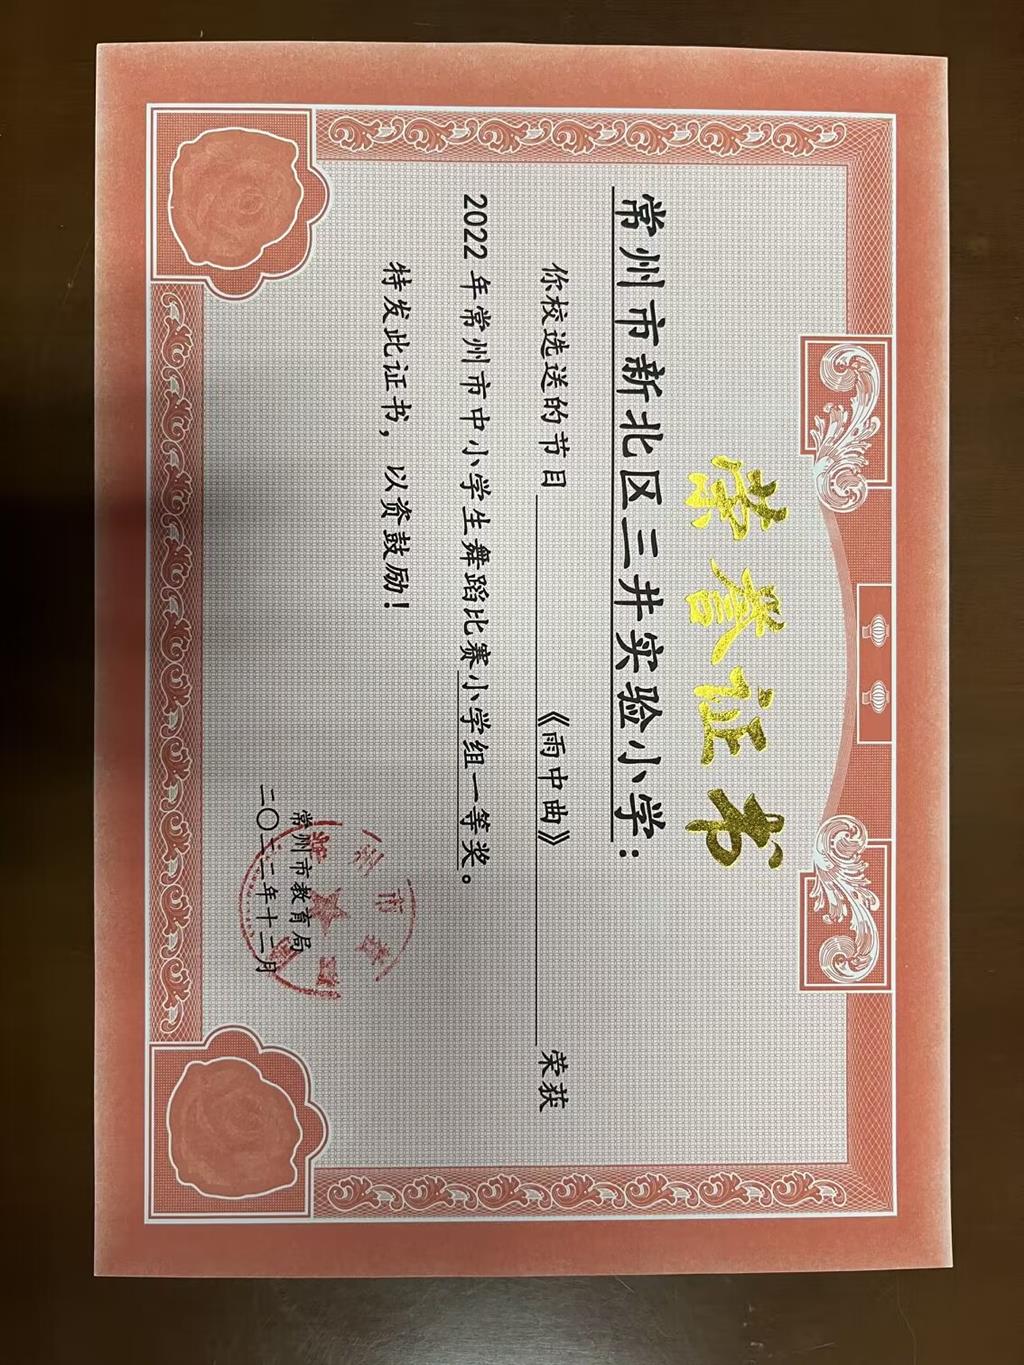 荣誉证书
常州市新北区三井实验小学：
你校选送的节目《雨中曲》荣获
2022年常州市中小学生舞蹈比赛小学组一等奖。
特发此证书，以资鼓励！
常州市教育局
二〇二二年十二月